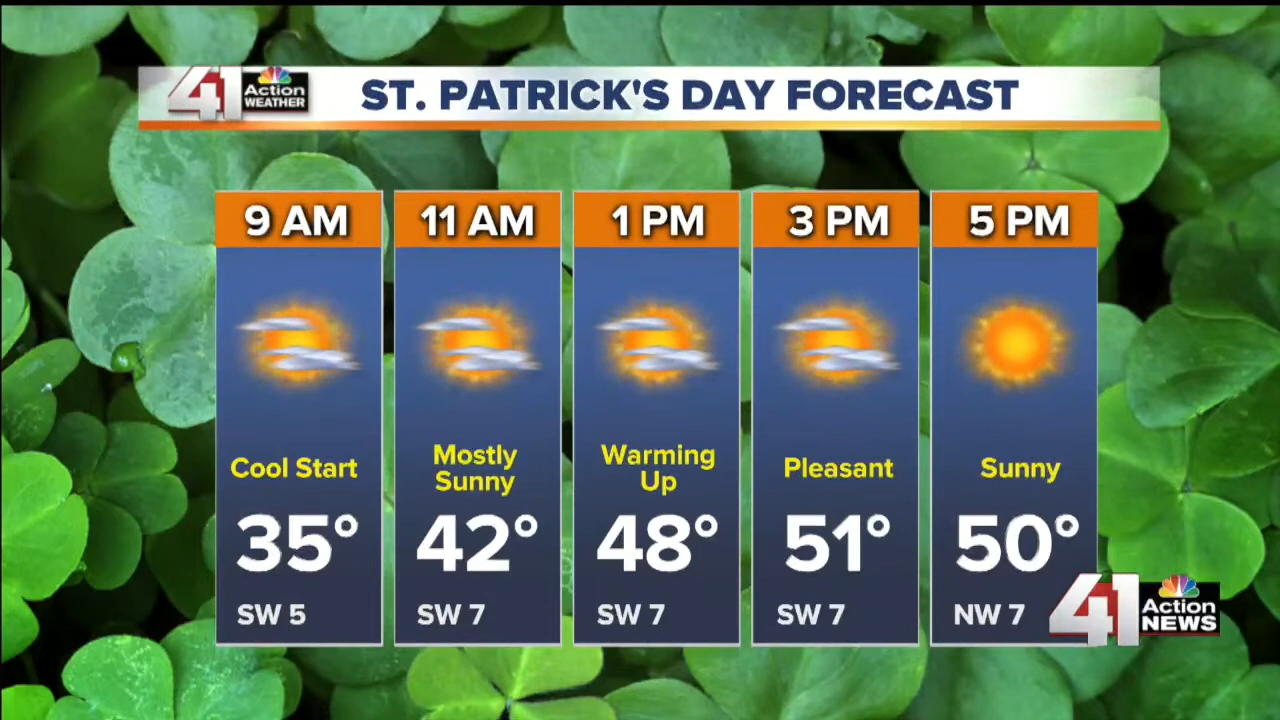 41 Action WEATHER
ST. PATRICK'S DAY FORECAST
9 AM
Cool Start
35°
SW 5
11 AM
Mostly
Sunny
42°
SW 7
1 PM
Warming
Up
48°
SW 7
3 PM
Pleasant
51°
SW 7
5 PM
Sunny
50°
NW 7
41 Action NEWS